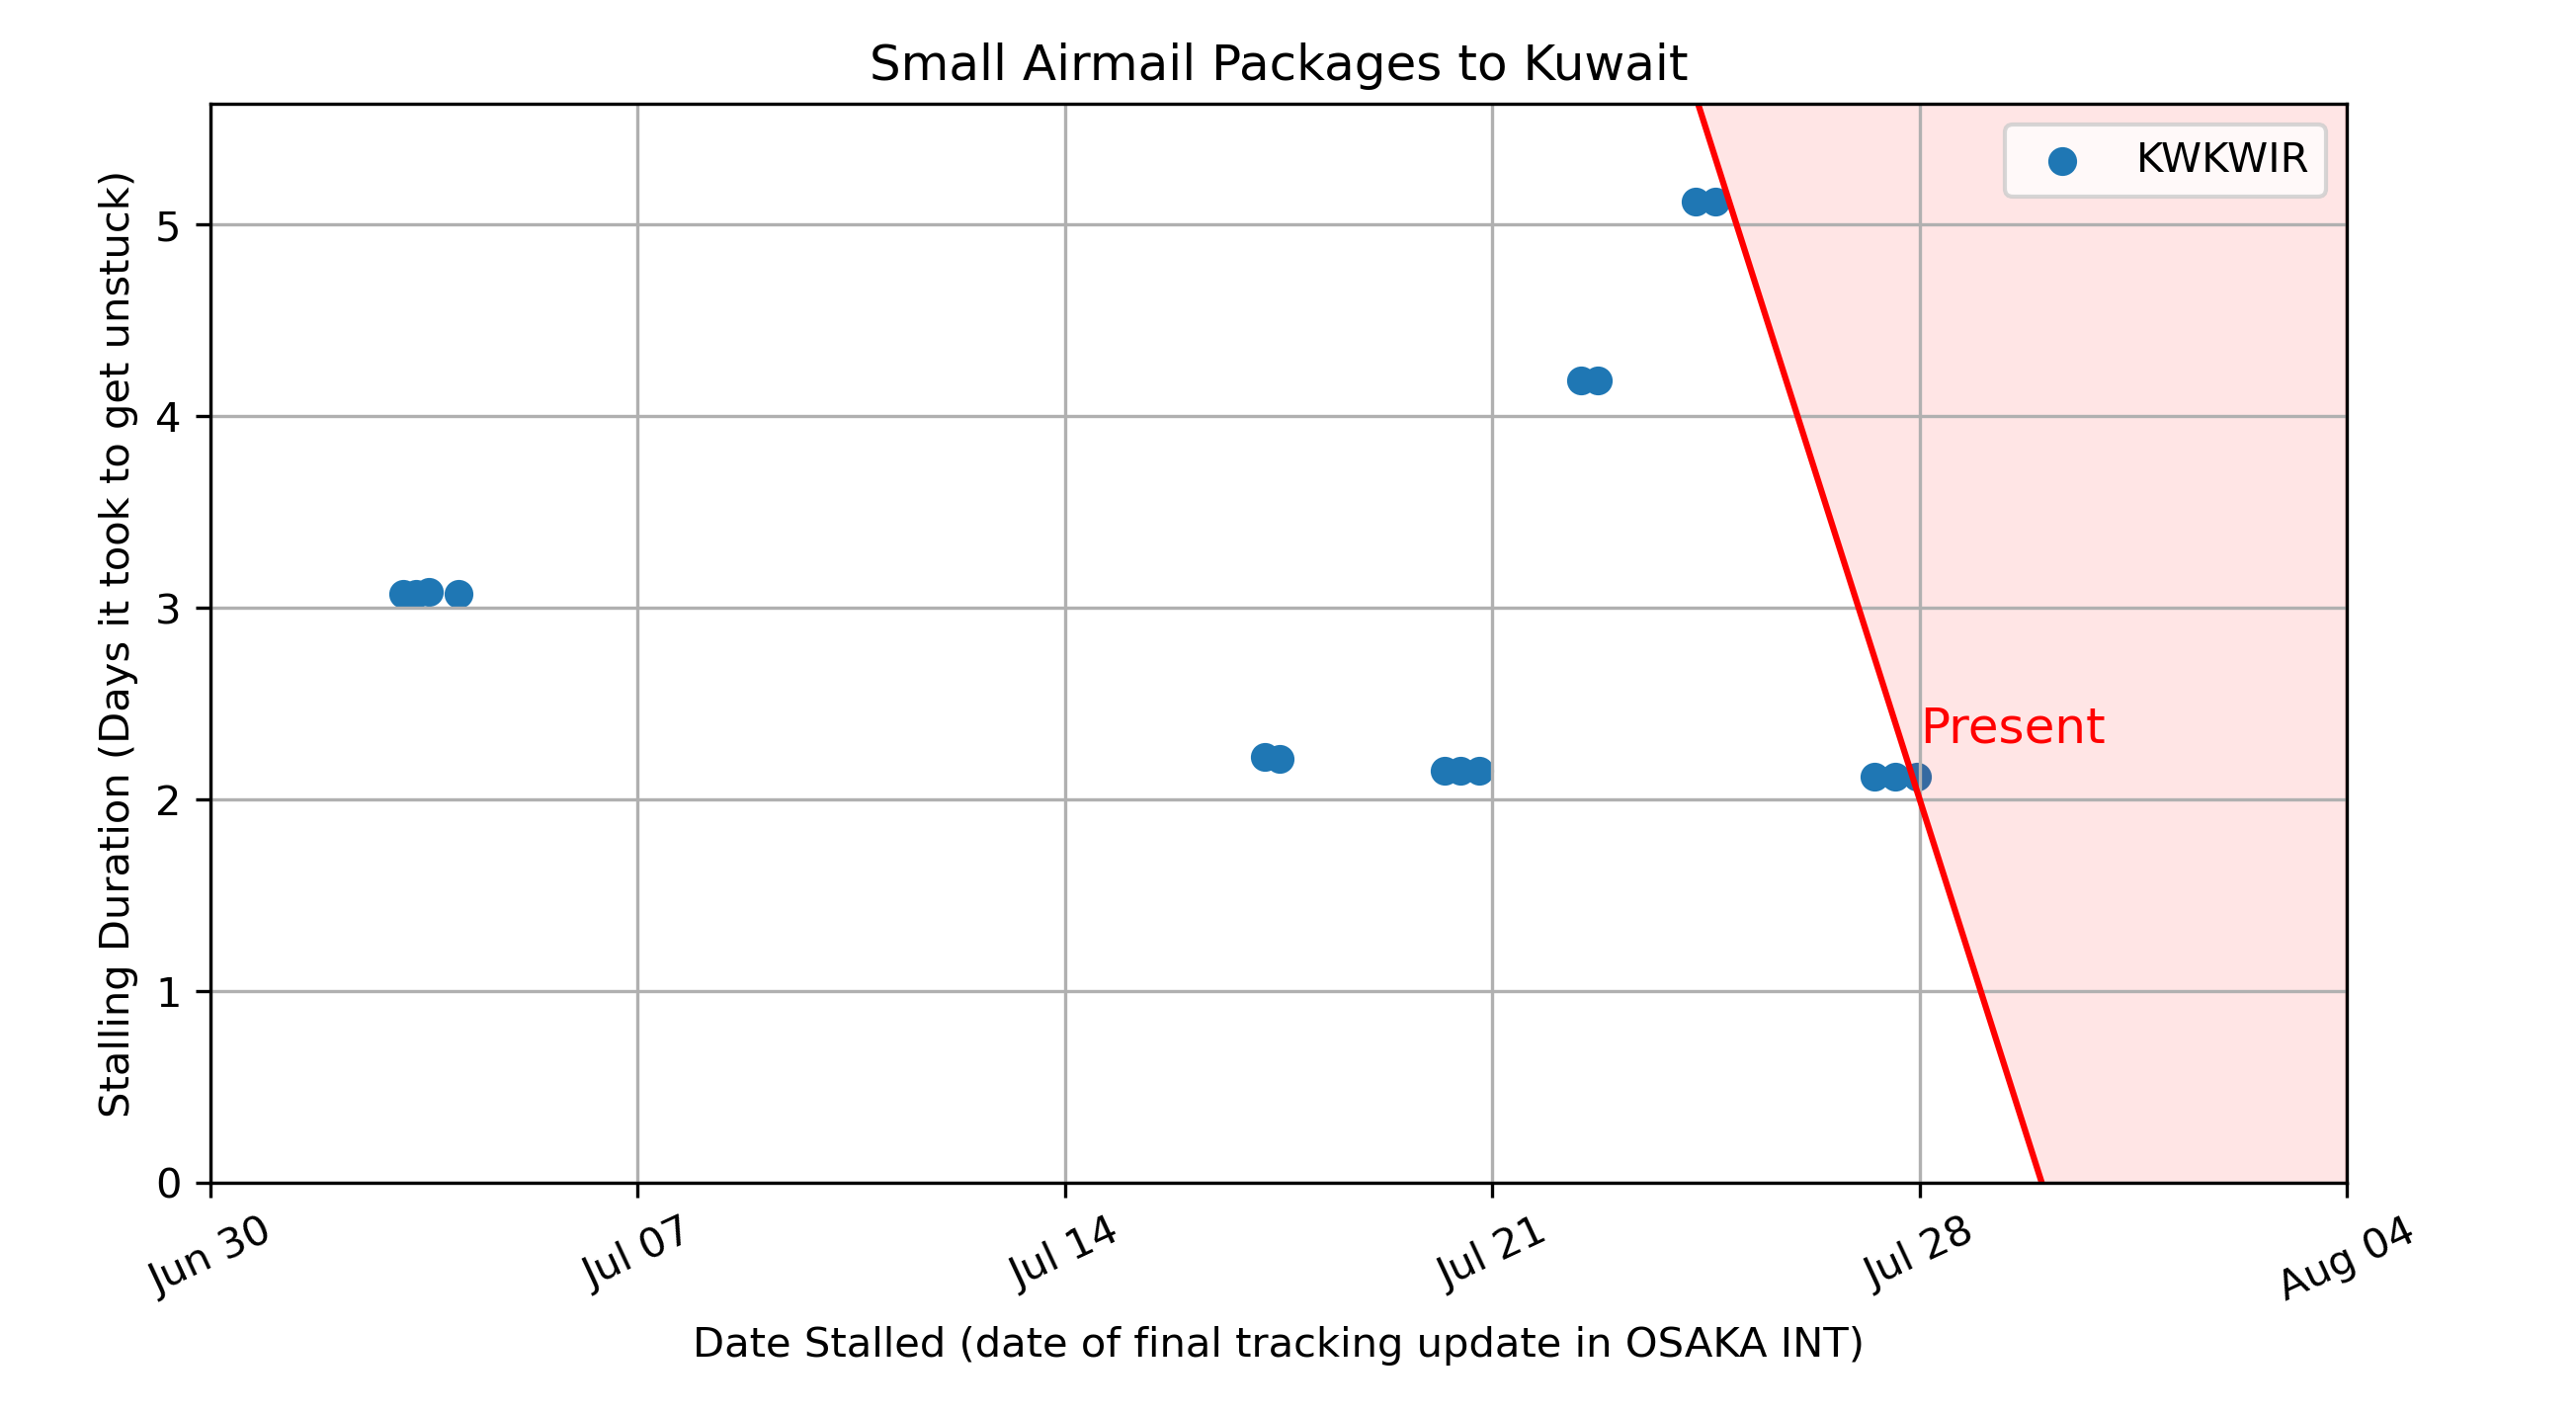 Small Airmail Packages to Kuwait
KWKWIR
Stalling Duration (Days it took to get unstuck)
5
4
3
2
1
0
Present
Jun 30
Jul 07
Jul 14
Jul 21
Jul 28
Aug 04
Date Stalled (date of final tracking update in OSAKA INT)